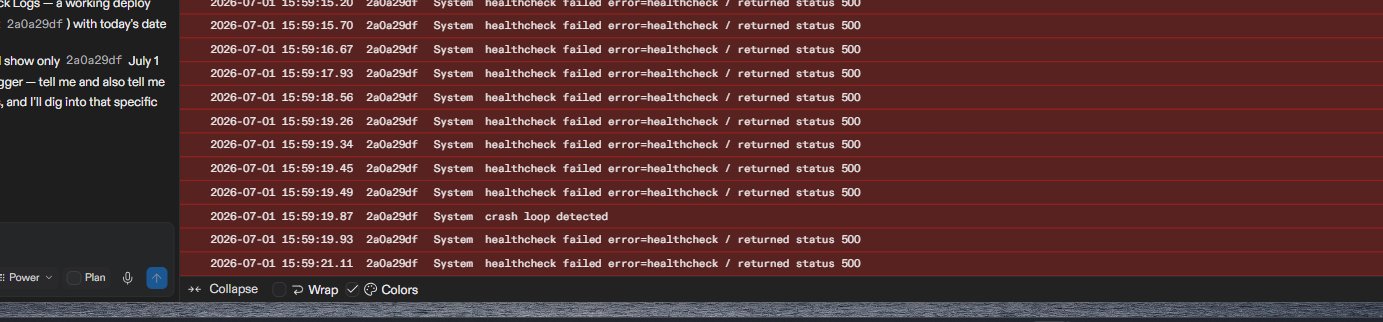 ck Logs — a working deploy
2a0a29df ) with today's date
l show only 2a0a29df July 1
gger — tell me and also tell me
, and I'll dig into that specific
Power
Plan
2026-07-01 15:59:15.20 2a0a29df System healthcheck failed error=healthcheck / returned status 500
2026-07-01 15:59:15.70 2a0a29df System healthcheck failed error=healthcheck / returned status 500
2026-07-01 15:59:16.67 2a0a29df System healthcheck failed error=healthcheck / returned status 500
2026-07-01 15:59:17.93 2a0a29df System healthcheck failed error=healthcheck / returned status 500
2026-07-01 15:59:18.56 2a0a29df System healthcheck failed error=healthcheck / returned status 500
2026-07-01 15:59:19.26 2a0a29df System healthcheck failed error=healthcheck / returned status 500
2026-07-01 15:59:19.34 2a0a29df System healthcheck failed error=healthcheck / returned status 500
2026-07-01 15:59:19.45 2a0a29df System healthcheck failed error=healthcheck / returned status 500
2026-07-01 15:59:19.49 2a0a29df System healthcheck failed error=healthcheck / returned status 500
2026-07-01 15:59:19.87 2a0a29df System crash loop detected
2026-07-01 15:59:19.93 2a0a29df System healthcheck failed error=healthcheck / returned status 500
2026-07-01 15:59:21.11 2a0a29df System healthcheck failed error=healthcheck / returned status 500
Collapse Wrap Colors